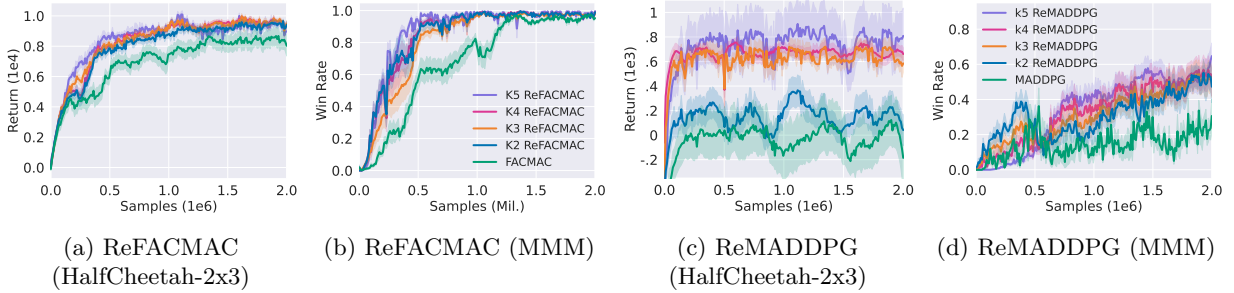 Return (1e4)
1.0
0.8
0.6
0.4
0.2
0.0
0.0 0.5 1.0 1.5 2.0
Samples (1e6)
(a) ReFACMAC
(HalfCheetah-2x3)
Win Rate
1.0
0.8
0.6
0.4
0.2
0.0
K5 ReFACMAC
K4 ReFACMAC
K3 ReFACMAC
K2 ReFACMAC
FACMAC
0.0 0.5 1.0 1.5 2.0
Samples (Mil.)
(b) ReFACMAC (MMM)
Return (1e3)
1
0.8
0.6
0.4
0.2
0
-.2
0.0 0.5 1.0 1.5 2.0
Samples (1e6)
(c) ReMADDPG
(HalfCheetah-2x3)
Win Rate
0.8
0.6
0.4
0.2
0.0
k5 ReMADDPG
k4 ReMADDPG
k3 ReMADDPG
k2 ReMADDPG
MADDPG
0.0 0.5 1.0 1.5 2.0
Samples (1e6)
(d) ReMADDPG (MMM)